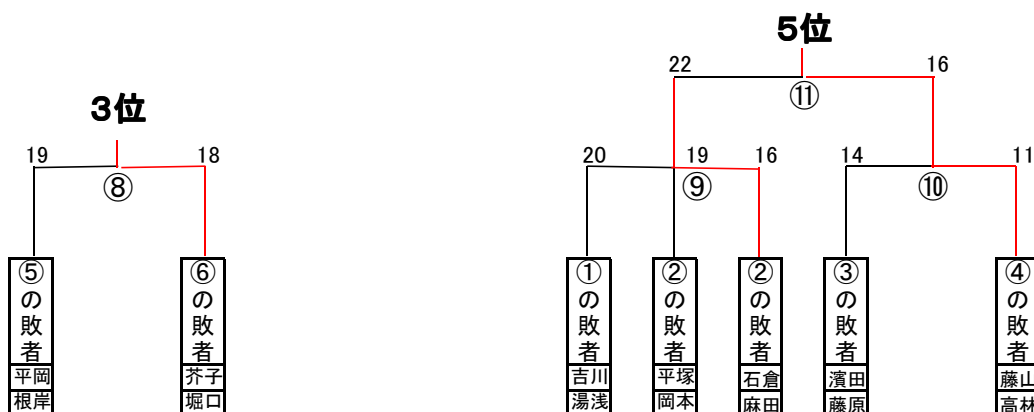 5位
22
16
⑪
3位
19
18
⑧
20
19
16
⑨
14
11
⑩
⑤の敗者
平岡
根岸
⑥の敗者
芥子
堀口
①の敗者
吉川
湯浅
②の敗者
平塚
岡本
②の敗者
石倉
麻田
③の敗者
濱田
藤原
④の敗者
藤山
高林